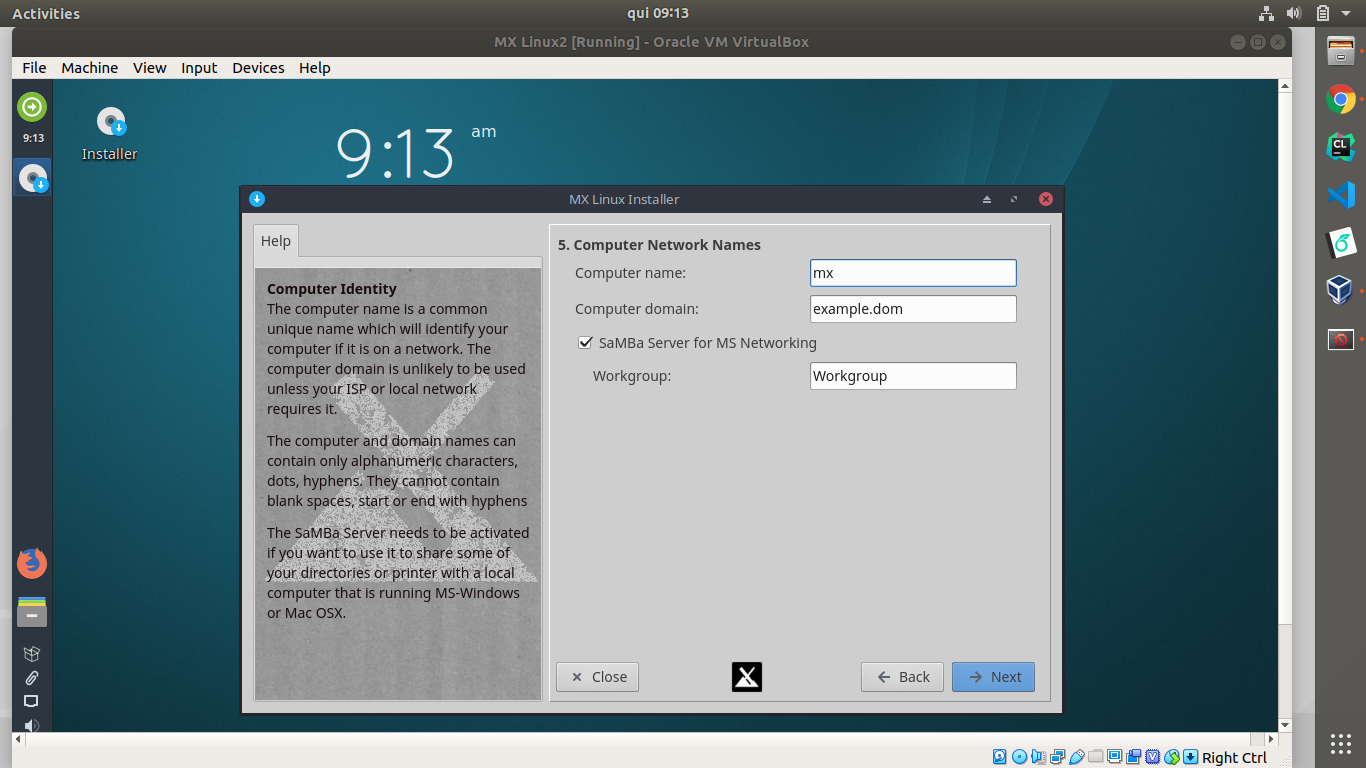 Activities
qui 09:13
MX Linux2 [Running] - Oracle VM VirtualBox
File Machine View Input Devices Help
9:13
Installer
9:13 am
MX Linux Installer
Help
Computer Identity
The computer name is a common
unique name which will identify your
computer if it is on a network. The
computer domain is unlikely to be used
unless your ISP or local network
requires it.
The computer and domain names can
contain only alphanumeric characters,
dots, hyphens. They cannot contain
blank spaces, start or end with hyphens
The SaMBa Server needs to be activated
if you want to use it to share some of
your directories or printer with a local
computer that is running MS-Windows
or Mac OSX.
5. Computer Network Names
Computer name: mx
Computer domain: example.dom
SaMBa Server for MS Networking
Workgroup: Workgroup
Close
Back
Next
CL
Right Ctrl